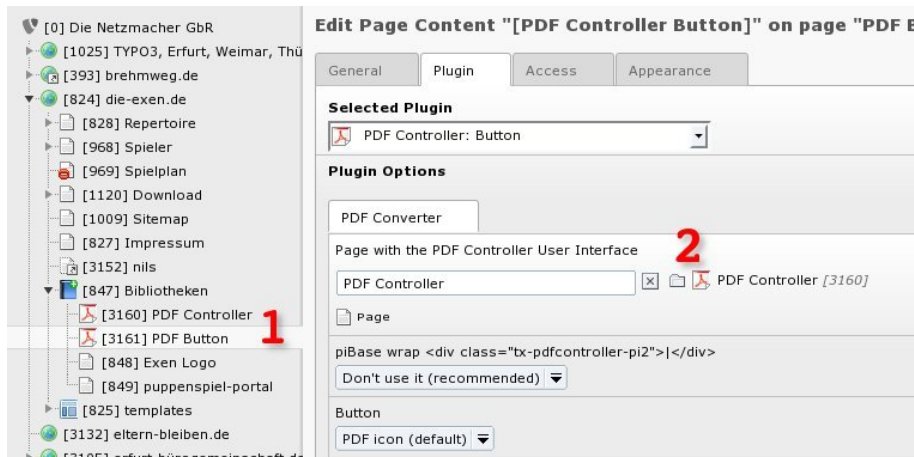 [0] Die Netzmacher GbR
[1025] TYPO3, Erfurt, Weimar, Thü
[393] brehmweg.de
[824] die-exen.de
[828] Repertoire
[968] Spieler
[969] Spielplan
[1120] Download
[1009] Sitemap
[827] Impressum
[3152] nils
[847] Bibliotheken
[3160] PDF Controller
[3161] PDF Button
1
[848] Exen Logo
[849] puppenspiel-portal
[825] templates
[3132] eltern-bleiben.de
Edit Page Content "[PDF Controller Button]" on page "PDF B
General Plugin Access Appearance
Selected Plugin
PDF Controller: Button
Plugin Options
PDF Converter
Page with the PDF Controller User Interface
2
PDF Controller PDF Controller [3160]
Page
piBase wrap <div class="tx-pdfcontroller-pi2">|</div>
Don't use it (recommended)
Button
PDF icon (default)